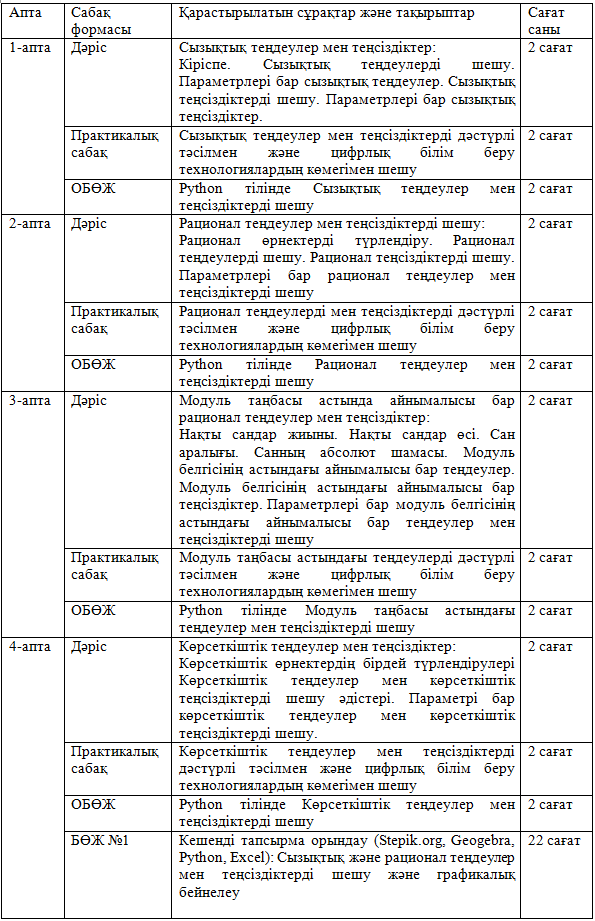 Апта Сабақ Қарастырылатын сұрақтар және тақырыптар Сағат
формасы саны
1-апта Дәріс Сызықтық теңдеулер мен теңсіздіктер: 2 сағат
Кіріспе. Сызықтық теңдеулерді шешу.
Параметрлері бар сызықтық теңдеулер. Сызықтық
теңсіздіктерді шешу. Параметрлері бар сызықтық
теңсіздіктер.
Практикалық Сызықтық теңдеулер мен теңсіздіктерді дәстүрлі 2 сағат
сабақ тәсілмен және цифрлық білім беру
технологиялардың көмегімен шешу
ОБӨЖ Python тілінде Сызықтық теңдеулер мен 2 сағат
теңсіздіктерді шешу
2-апта Дәріс Рационал теңдеулер мен теңсіздіктерді шешу: 2 сағат
Рационал өрнектерді түрлендіру. Рационал
теңдеулерді шешу. Рационал теңсіздіктерді шешу.
Параметрлері бар рационал теңдеулер мен
теңсіздіктерді шешу
Практикалық Рационал теңдеулерді мен теңсіздіктерді дәстүрлі 2 сағат
сабақ тәсілмен және цифрлық білім беру
технологиялардың көмегімен шешу
ОБӨЖ Python тілінде Рационал теңдеулер мен 2 сағат
теңсіздіктерді шешу
3-апта Дәріс Модуль таңбасы астында айнымалысы бар 2 сағат
рационал теңдеулер мен теңсіздіктер:
Нақты сандар жиыны. Нақты сандар өсі. Сан
аралығы. Санның абсолют шамасы. Модуль
белгісінің астындағы айнымалысы бар теңдеулер.
Модуль белгісінің астындағы айнымалысы бар
теңсіздіктер. Параметрлері бар модуль белгісінің
астындағы айнымалысы бар теңдеулер мен
теңсіздіктерді шешу
Практикалық Модуль таңбасы астындағы теңдеулерді дәстүрлі 2 сағат
сабақ тәсілмен және цифрлық білім беру
технологиялардың көмегімен шешу
ОБӨЖ Python тілінде Модуль таңбасы астындағы 2 сағат
теңдеулер мен теңсіздіктерді шешу
4-апта Дәріс Көрсеткіштік теңдеулер мен теңсіздіктер: 2 сағат
Көрсеткіштік өрнектердің бірдей түрлендірулері
Көрсеткіштік теңдеулер мен көрсеткіштік
теңсіздіктерді шешу әдістері. Параметрі бар
көрсеткіштік теңдеулер мен көрсеткіштік
теңсіздіктерді шешу.
Практикалық Көрсеткіштік теңдеулер мен теңсіздіктерді 2 сағат
сабақ дәстүрлі тәсілмен және цифрлық білім беру
технологиялардың көмегімен шешу
ОБӨЖ Python тілінде Көрсеткіштік теңдеулер мен 2 сағат
теңсіздіктерді шешу
БӨЖ №1 Кешенді тапсырма орындау (Stepik.org, Geogebra, 22 сағат
Python, Excel): Сызықтық және рационал теңдеулер
мен теңсіздіктерді шешу және графикалық
бейнелеу